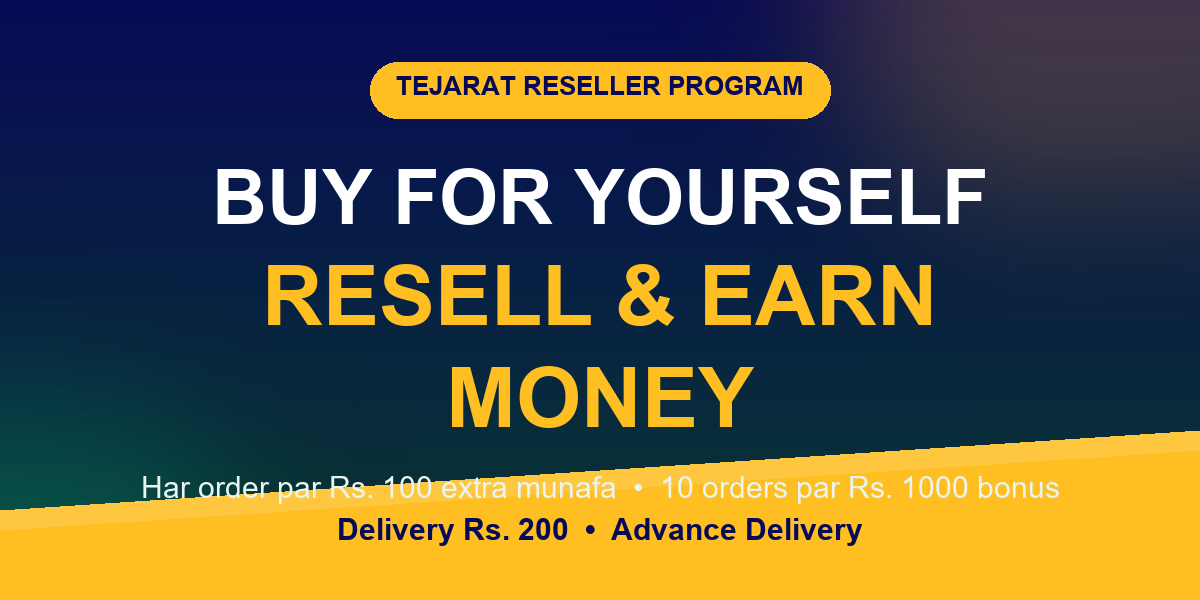 TEJARAT RESELLER PROGRAM
BUY FOR YOURSELF
RESELL & EARN
MONEY
Har order par Rs. 100 extra munafa • 10 orders par Rs. 1000 bonus
Delivery Rs. 200 • Advance Delivery